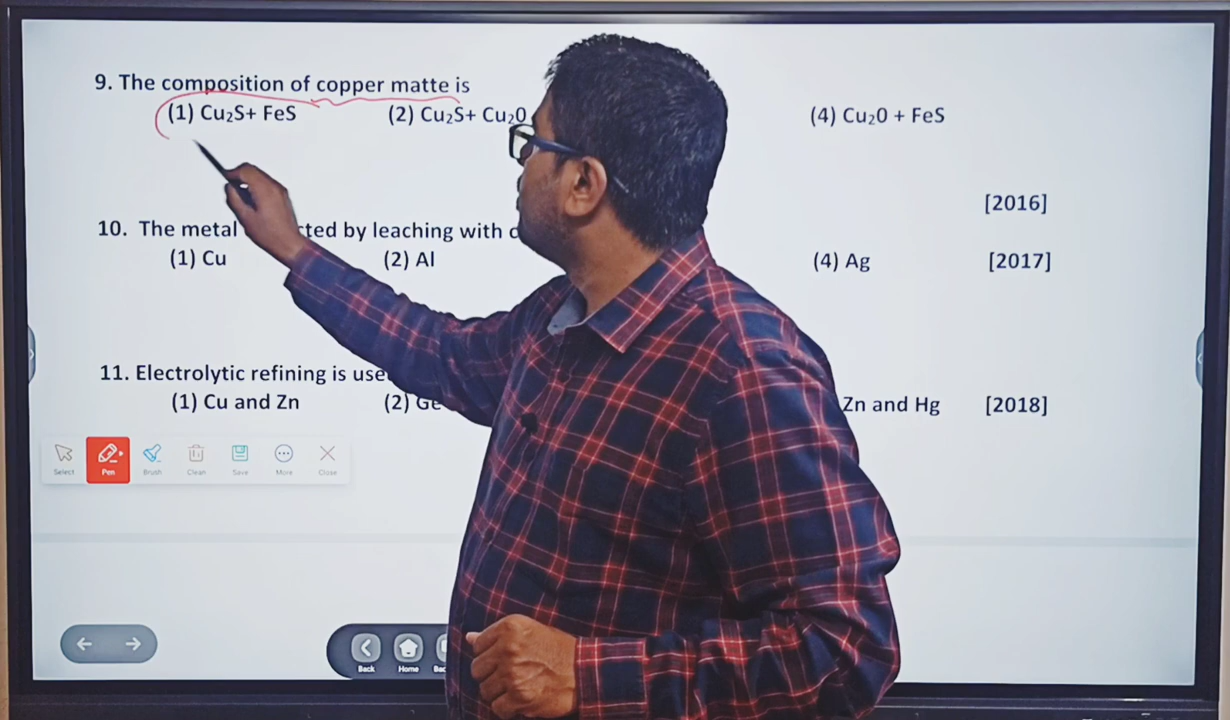 9. The composition of copper matte is
(1) Cu₂S+ FeS (2) Cu₂S+ Cu₂0 (4) Cu₂0 + FeS
[2016]
10. The metal by leaching with
(1) Cu (2) Al (4) Ag [2017]
11. Electrolytic refining is
(1) Cu and Zn (2) Zn and Hg [2018]
Select Pen Brush Clean Save More Close
Back Home